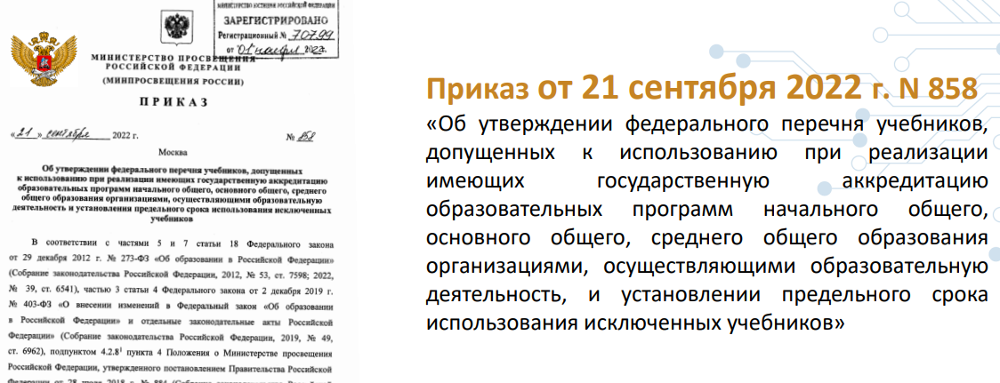 МИНИСТЕРСТВО ЮСТИЦИИ РОССИЙСКОЙ ФЕДЕРАЦИИ
ЗАРЕГИСТРИРОВАНО
Регистрационный № 70799
от "01" ноября 2022.
МИНИСТЕРСТВО ПРОСВЕЩЕНИЯ
РОССИЙСКОЙ ФЕДЕРАЦИИ
(МИНПРОСВЕЩЕНИЯ РОССИИ)
ПРИКАЗ
«21» сентября 2022 г. № 858
Москва
Об утверждении федерального перечня учебников, допущенных
к использованию при реализации имеющих государственную аккредитацию
образовательных программ начального общего, основного общего, среднего
общего образования организациями, осуществляющими образовательную
деятельность и установления предельного срока использования исключенных
учебников
В соответствии с частями 5 и 7 статьи 18 Федерального закона
от 29 декабря 2012 г. № 273-ФЗ «Об образовании в Российской Федерации»
(Собрание законодательства Российской Федерации, 2012, № 53, ст. 7598; 2022,
№ 39, ст. 6541), частью 3 статьи 4 Федерального закона от 2 декабря 2019 г.
№ 403-ФЗ «О внесении изменений в Федеральный закон «Об образовании
в Российской Федерации» и отдельные законодательные акты Российской
Федерации» (Собрание законодательства Российской Федерации, 2019, № 49,
ст. 6962), подпунктом 4.2.8¹ пункта 4 Положения о Министерстве просвещения
Российской Федерации, утвержденного постановлением Правительства Российской
Федерации от 28 июля 2018 г. № 884 (Собрание законодательства Российской
Приказ от 21 сентября 2022 г. N 858
«Об утверждении федерального перечня учебников,
допущенных к использованию при реализации
имеющих государственную аккредитацию
образовательных программ начального общего,
основного общего, среднего общего образования
организациями, осуществляющими образовательную
деятельность, и установлении предельного срока
использования исключенных учебников»